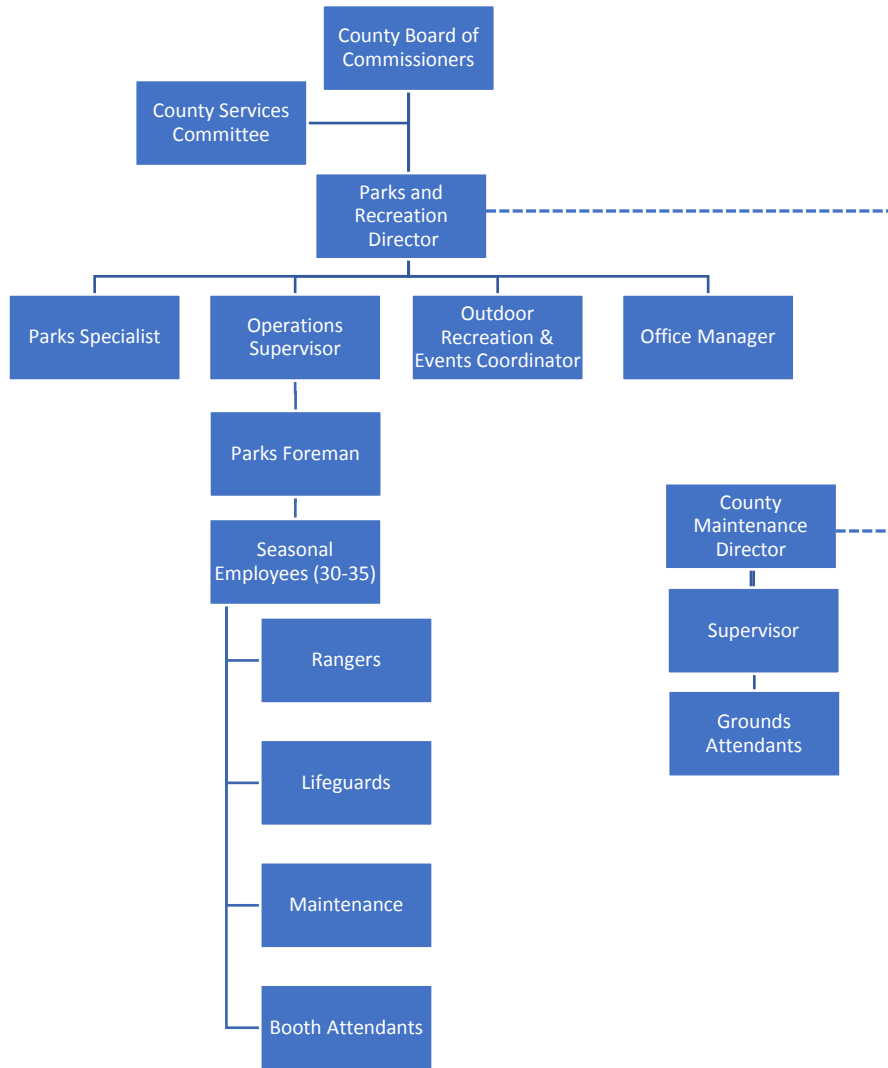 County Board of
Commissioners
County Services
Committee
Parks and
Recreation
Director
Parks Specialist
Operations
Supervisor
Outdoor
Recreation &
Events Coordinator
Office Manager
Parks Foreman
County
Maintenance
Director
Seasonal
Employees (30-35)
Supervisor
Rangers
Grounds
Attendants
Lifeguards
Maintenance
Booth Attendants